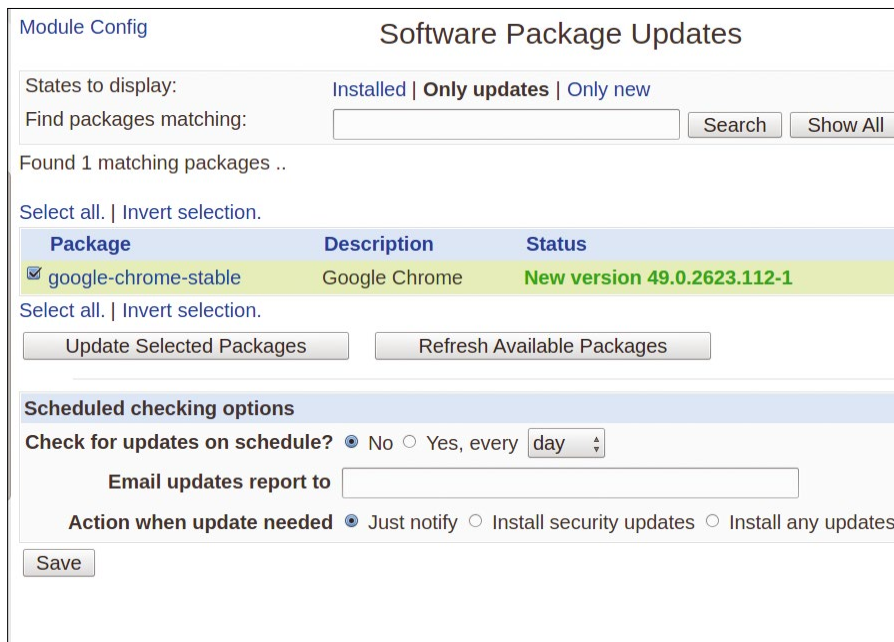 Module Config
Software Package Updates
States to display: Installed | Only updates | Only new
Find packages matching: Search Show All
Found 1 matching packages ..
Select all. | Invert selection.
Package Description Status
google-chrome-stable Google Chrome New version 49.0.2623.112-1
Select all. | Invert selection.
Update Selected Packages Refresh Available Packages
Scheduled checking options
Check for updates on schedule? No Yes, every day
Email updates report to
Action when update needed Just notify Install security updates Install any updates
Save